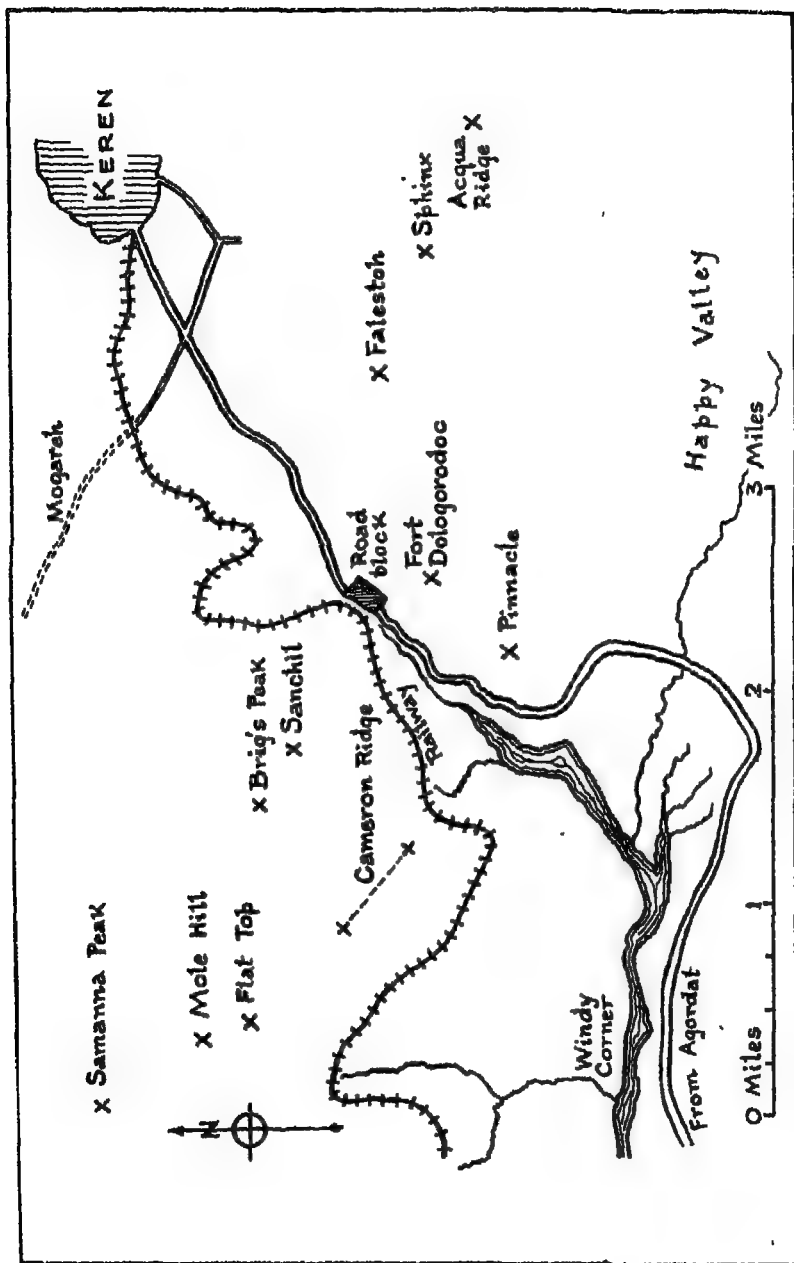 KEREN
Mogareh
Samanna Peak
Mole Hill
Flat Top
Brig's Peak
Sanchil
Cameron Ridge
Railway
Road
block
Fort
Dologorodoc
Falestoh
Sphinx
Acqua
Ridge
Pinnacle
N
Windy
Corner
Happy Valley
From Agordat
0 Miles 1 2 3 Miles